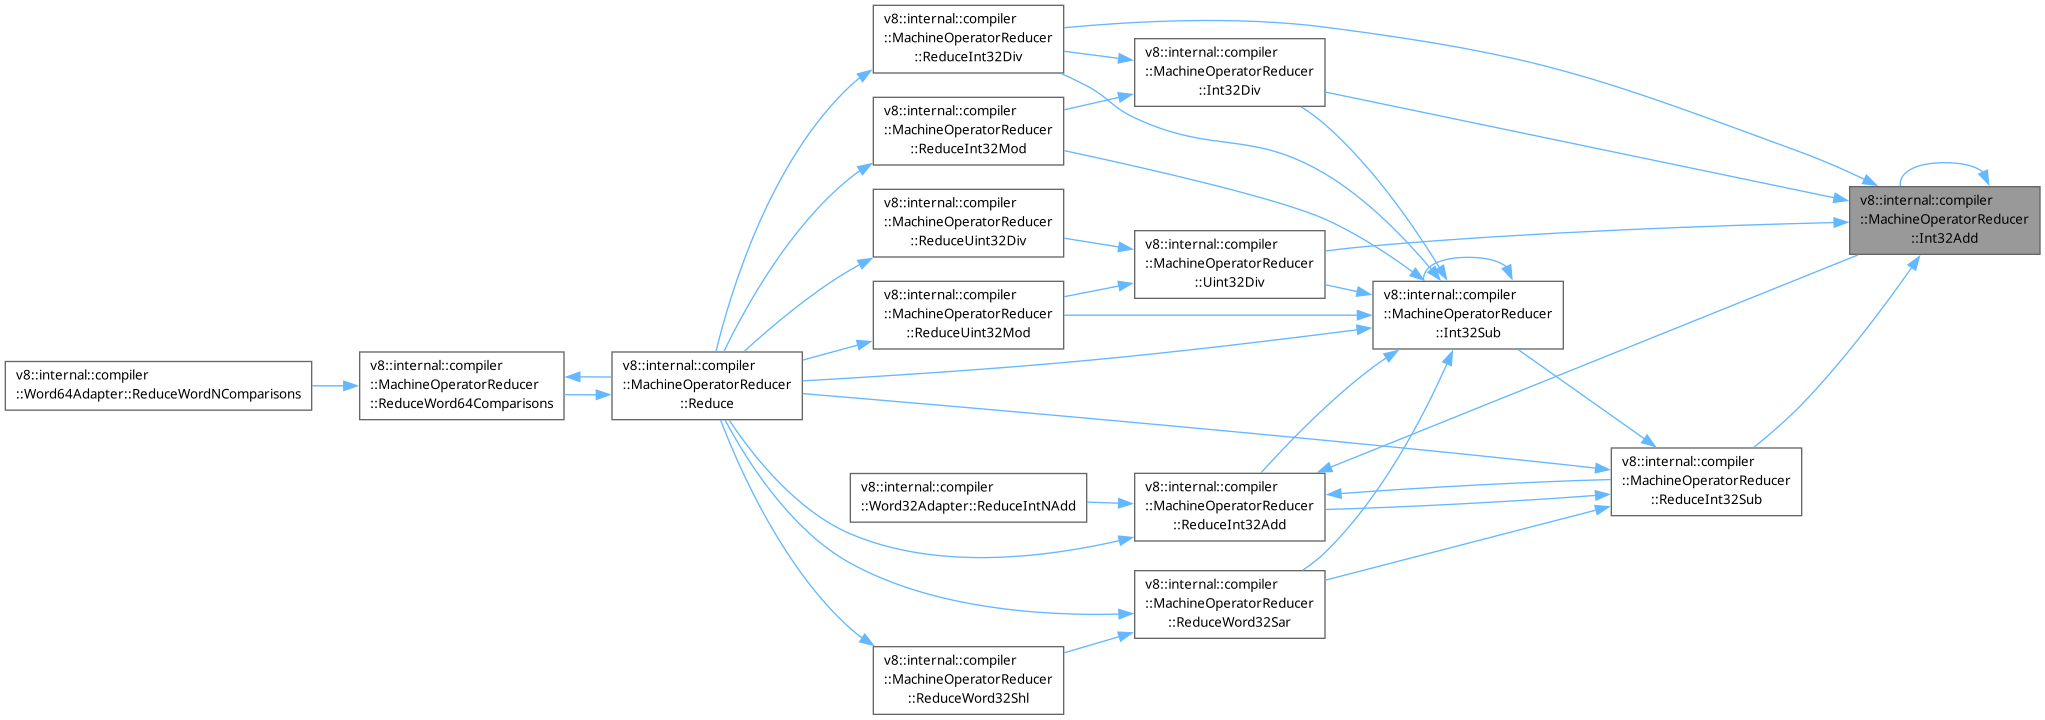 v8::internal::compiler
::MachineOperatorReducer
::ReduceInt32Div
v8::internal::compiler
::MachineOperatorReducer
::Int32Div
v8::internal::compiler
::MachineOperatorReducer
::ReduceInt32Mod
v8::internal::compiler
::MachineOperatorReducer
::Int32Add
v8::internal::compiler
::MachineOperatorReducer
::ReduceUint32Div
v8::internal::compiler
::MachineOperatorReducer
::Uint32Div
v8::internal::compiler
::MachineOperatorReducer
::ReduceUint32Mod
v8::internal::compiler
::MachineOperatorReducer
::Int32Sub
v8::internal::compiler
::Word64Adapter::ReduceWordNComparisons
v8::internal::compiler
::MachineOperatorReducer
::ReduceWord64Comparisons
v8::internal::compiler
::MachineOperatorReducer
::Reduce
v8::internal::compiler
::MachineOperatorReducer
::ReduceInt32Sub
v8::internal::compiler
::Word32Adapter::ReduceIntNAdd
v8::internal::compiler
::MachineOperatorReducer
::ReduceInt32Add
v8::internal::compiler
::MachineOperatorReducer
::ReduceWord32Sar
v8::internal::compiler
::MachineOperatorReducer
::ReduceWord32Shl